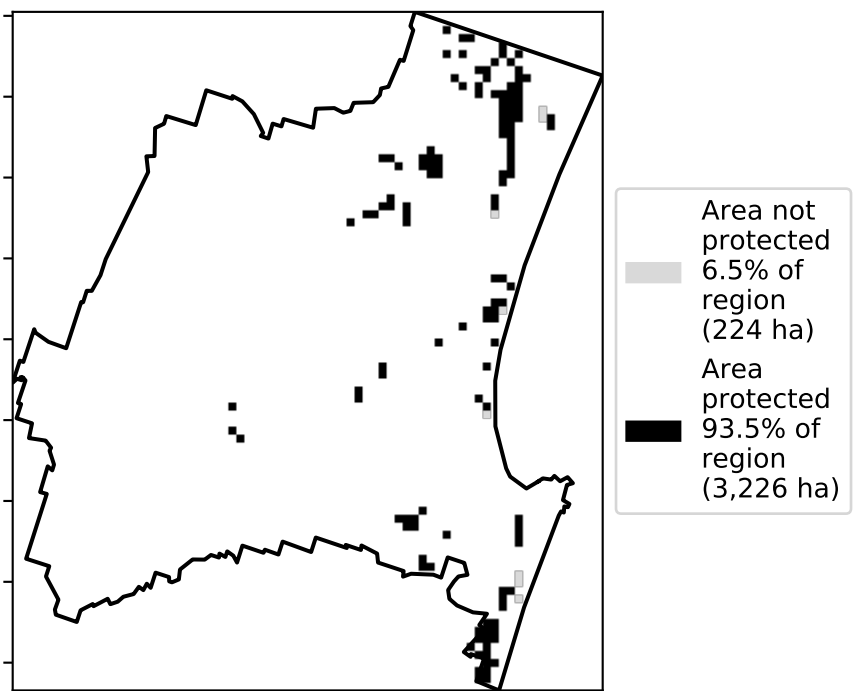 Area not
protected
6.5% of
region
(224 ha)
Area
protected
93.5% of
region
(3,226 ha)